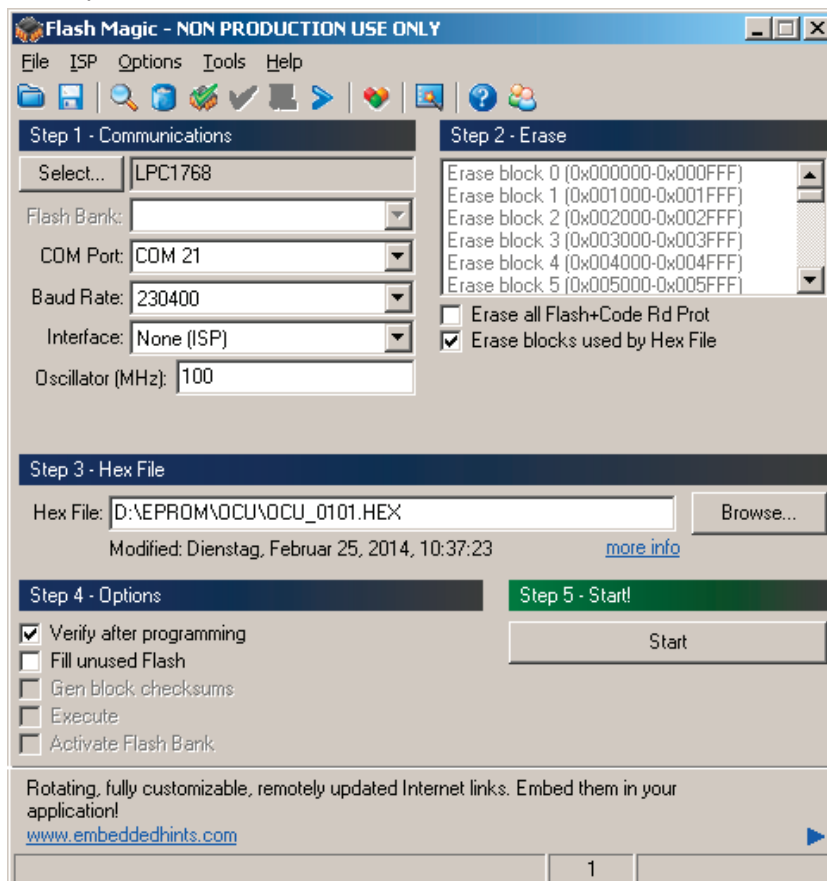 Flash Magic - NON PRODUCTION USE ONLY
File ISP Options Tools Help
Step 1 - Communications
Select... LPC1768
Flash Bank:
COM Port: COM 21
Baud Rate: 230400
Interface: None (ISP)
Oscillator (MHz): 100
Step 2 - Erase
Erase block 0 (0x000000-0x000FFF)
Erase block 1 (0x001000-0x001FFF)
Erase block 2 (0x002000-0x002FFF)
Erase block 3 (0x003000-0x003FFF)
Erase block 4 (0x004000-0x004FFF)
Erase block 5 (0x005000-0x005FFF)
Erase all Flash+Code Rd Prot
Erase blocks used by Hex File
Step 3 - Hex File
Hex File: D:\EPROM\OCU\OCU_0101.HEX Browse...
Modified: Dienstag, Februar 25, 2014, 10:37:23 more info
Step 4 - Options
Verify after programming
Fill unused Flash
Gen block checksums
Execute
Activate Flash Bank
Step 5 - Start!
Start
Rotating, fully customizable, remotely updated Internet links. Embed them in your
application!
www.embeddedhints.com
1